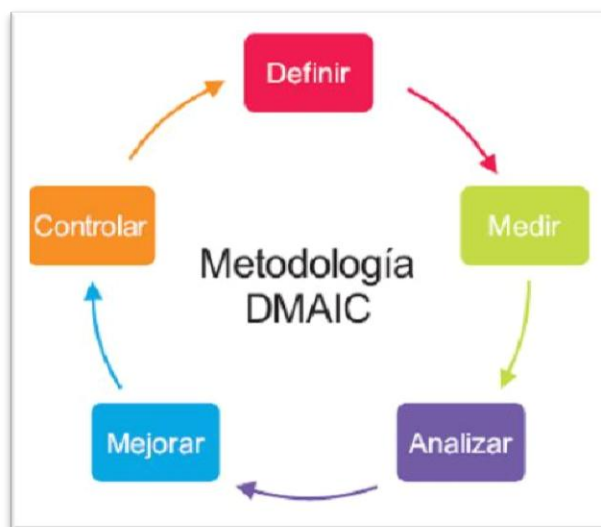 Definir
Controlar
Medir
Metodología
DMAIC
Mejorar
Analizar